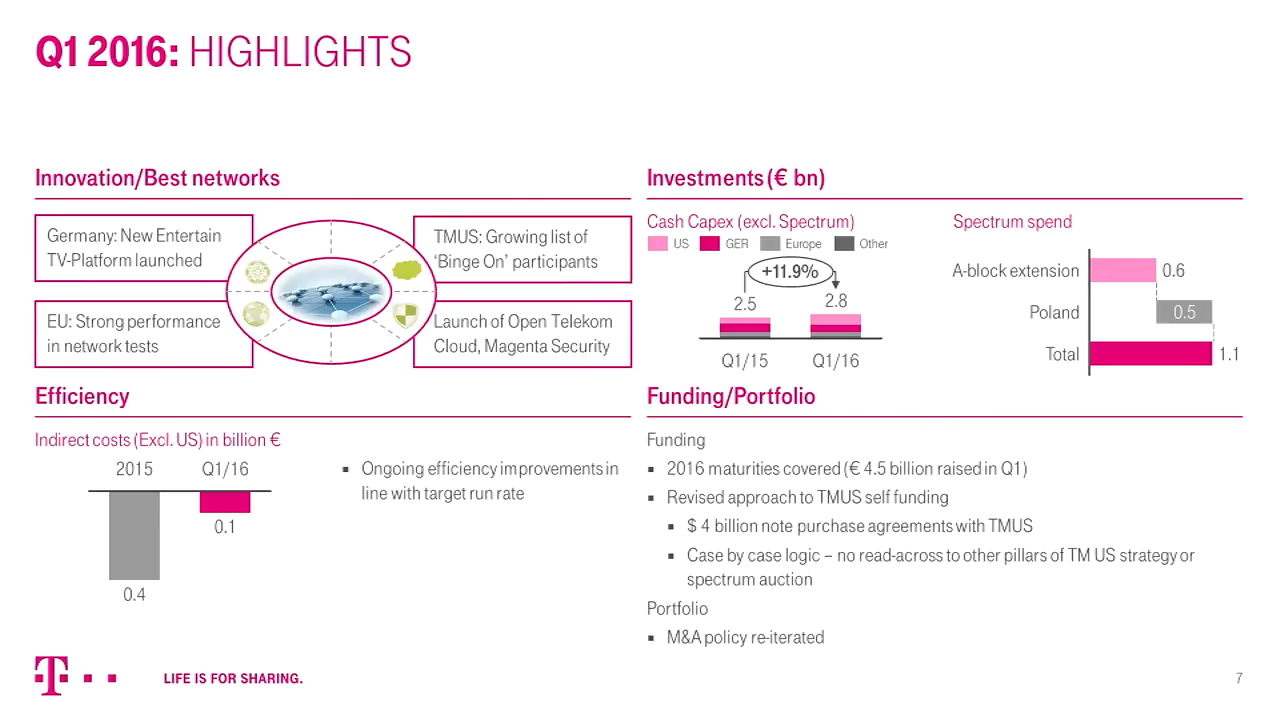 Q1 2016: HIGHLIGHTS
Innovation/Best networks
Germany: New Entertain
TV-Platform launched
TMUS: Growing list of
‘Binge On’ participants
EU: Strong performance
in network tests
Launch of Open Telekom
Cloud, Magenta Security
Investments (€ bn)
Cash Capex (excl. Spectrum)
US GER Europe Other
+11.9%
2.5 2.8
Q1/15 Q1/16
Spectrum spend
A-block extension 0.6
Poland 0.5
Total 1.1
Efficiency
Indirect costs (Excl. US) in billion €
2015 Q1/16
0.1
0.4
▪ Ongoing efficiency improvements in
line with target run rate
Funding/Portfolio
Funding
▪ 2016 maturities covered (€ 4.5 billion raised in Q1)
▪ Revised approach to TMUS self funding
▪ $ 4 billion note purchase agreements with TMUS
▪ Case by case logic – no read-across to other pillars of TM US strategy or
spectrum auction
Portfolio
▪ M&A policy re-iterated
T
LIFE IS FOR SHARING.
7